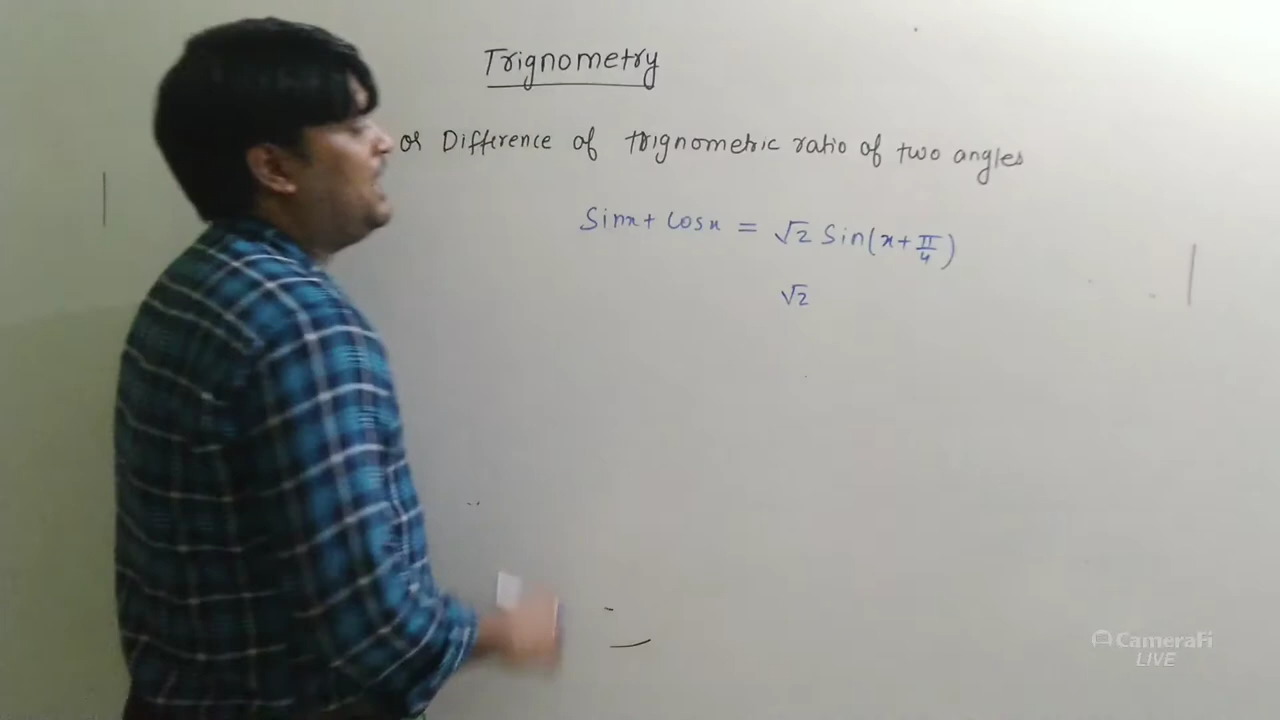 Trignometry
or Difference of trignometric ratio of two angles
Sinx + Cosx = √2 Sin(x + π/4)
√2
CameraFi
LIVE